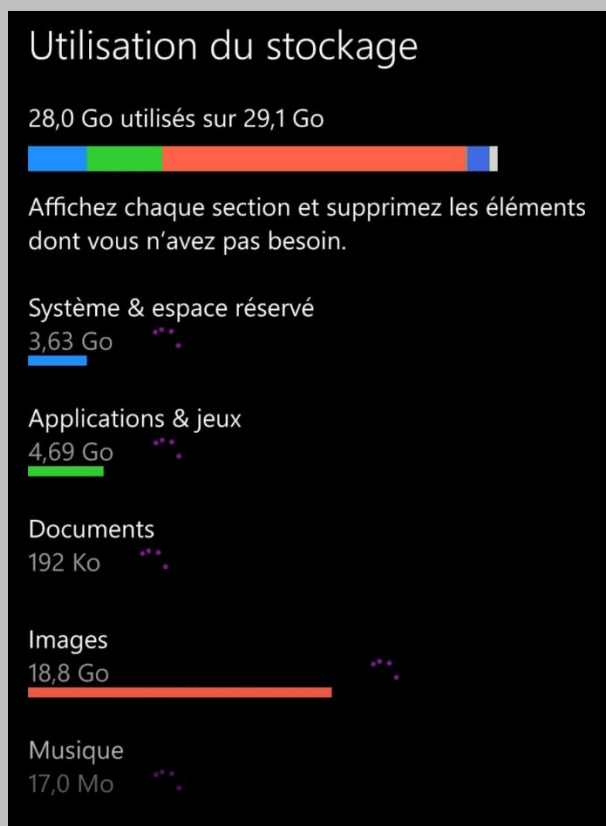 Utilisation du stockage
28,0 Go utilisés sur 29,1 Go
Affichez chaque section et supprimez les éléments
dont vous n’avez pas besoin.
Système & espace réservé
3,63 Go
Applications & jeux
4,69 Go
Documents
192 Ko
Images
18,8 Go
Musique
17,0 Mo